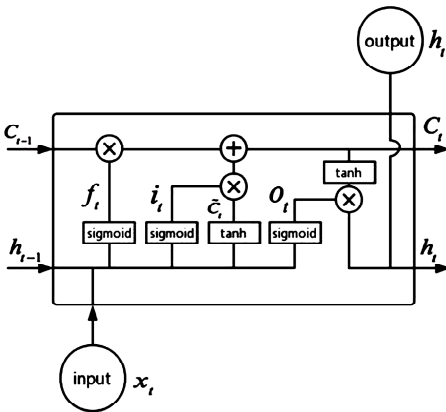 output h_t
C_{t-1} × + C_t
tanh
f_t i_t × C̃_t O_t ×
sigmoid sigmoid tanh sigmoid
h_{t-1} h_t
input x_t